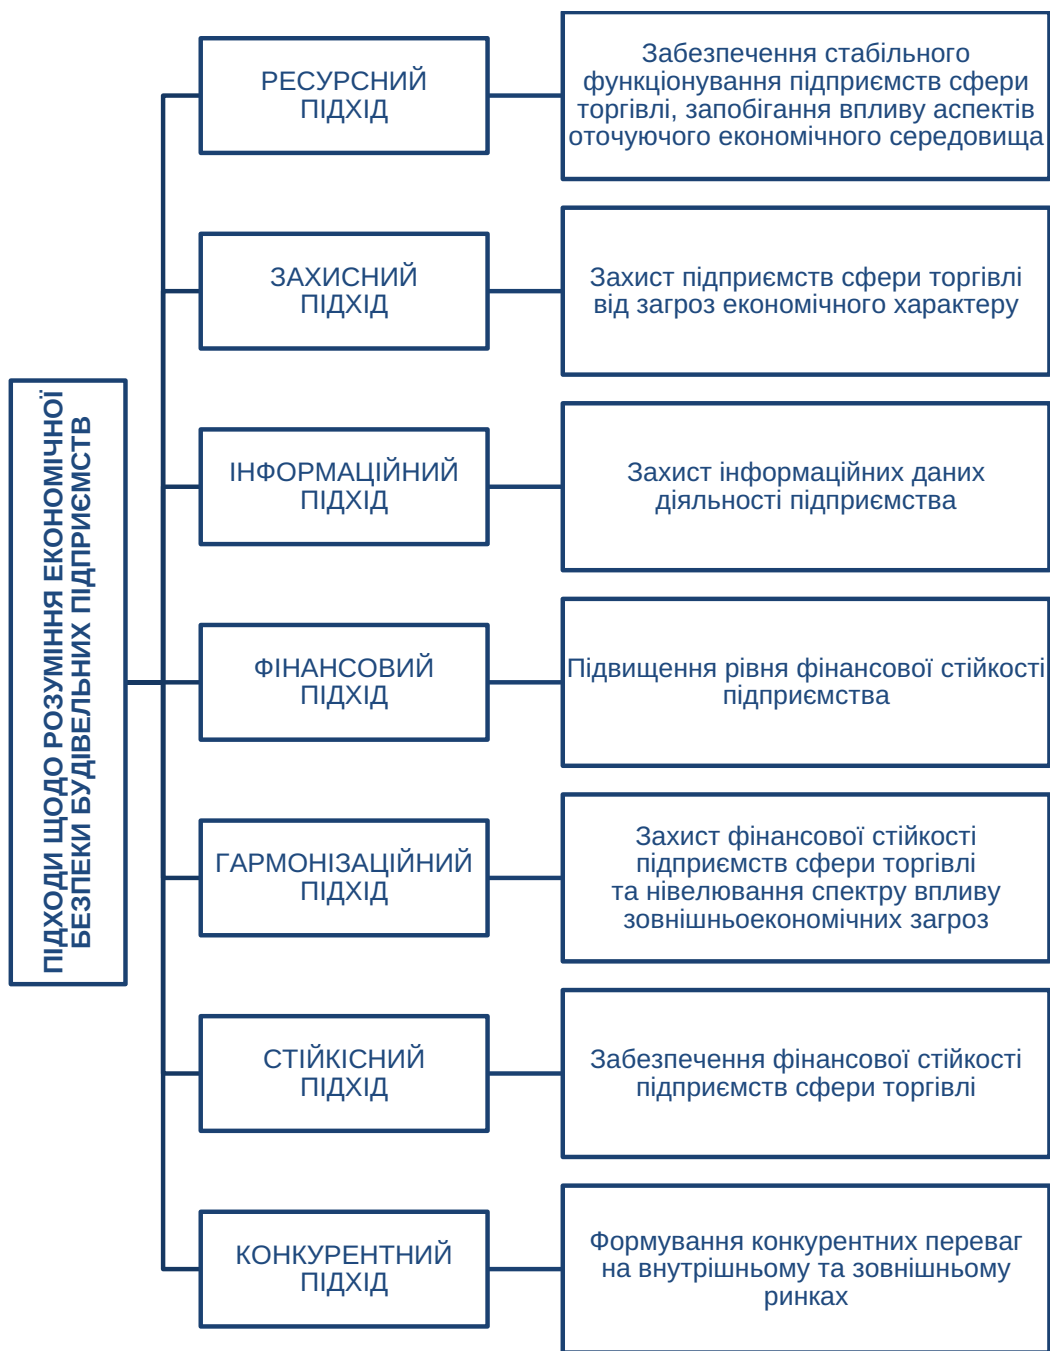 ПІДХОДИ ЩОДО РОЗУМІННЯ ЕКОНОМІЧНОЇ
БЕЗПЕКИ БУДІВЕЛЬНИХ ПІДПРИЄМСТВ
РЕСУРСНИЙ
ПІДХІД
Забезпечення стабільного
функціонування підприємств сфери
торгівлі, запобігання впливу аспектів
оточуючого економічного середовища
ЗАХИСНИЙ
ПІДХІД
Захист підприємств сфери торгівлі
від загроз економічного характеру
ІНФОРМАЦІЙНИЙ
ПІДХІД
Захист інформаційних даних
діяльності підприємства
ФІНАНСОВИЙ
ПІДХІД
Підвищення рівня фінансової стійкості
підприємства
ГАРМОНІЗАЦІЙНИЙ
ПІДХІД
Захист фінансової стійкості
підприємств сфери торгівлі
та нівелювання спектру впливу
зовнішньоекономічних загроз
СТІЙКІСНИЙ
ПІДХІД
Забезпечення фінансової стійкості
підприємств сфери торгівлі
КОНКУРЕНТНИЙ
ПІДХІД
Формування конкурентних переваг
на внутрішньому та зовнішньому
ринках